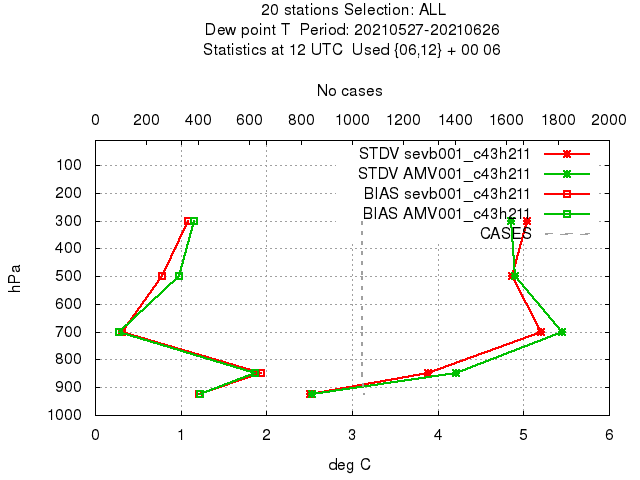 20 stations Selection: ALL
Dew point T  Period: 20210527-20210626
Statistics at 12 UTC  Used {06,12} + 00 06
No cases
0 200 400 600 800 1000 1200 1400 1600 1800 2000
STDV sevb001_c43h211
STDV AMV001_c43h211
BIAS sevb001_c43h211
BIAS AMV001_c43h211
CASES
100
200
300
400
500
600
700
800
900
1000
hPa
0 1 2 3 4 5 6
deg C